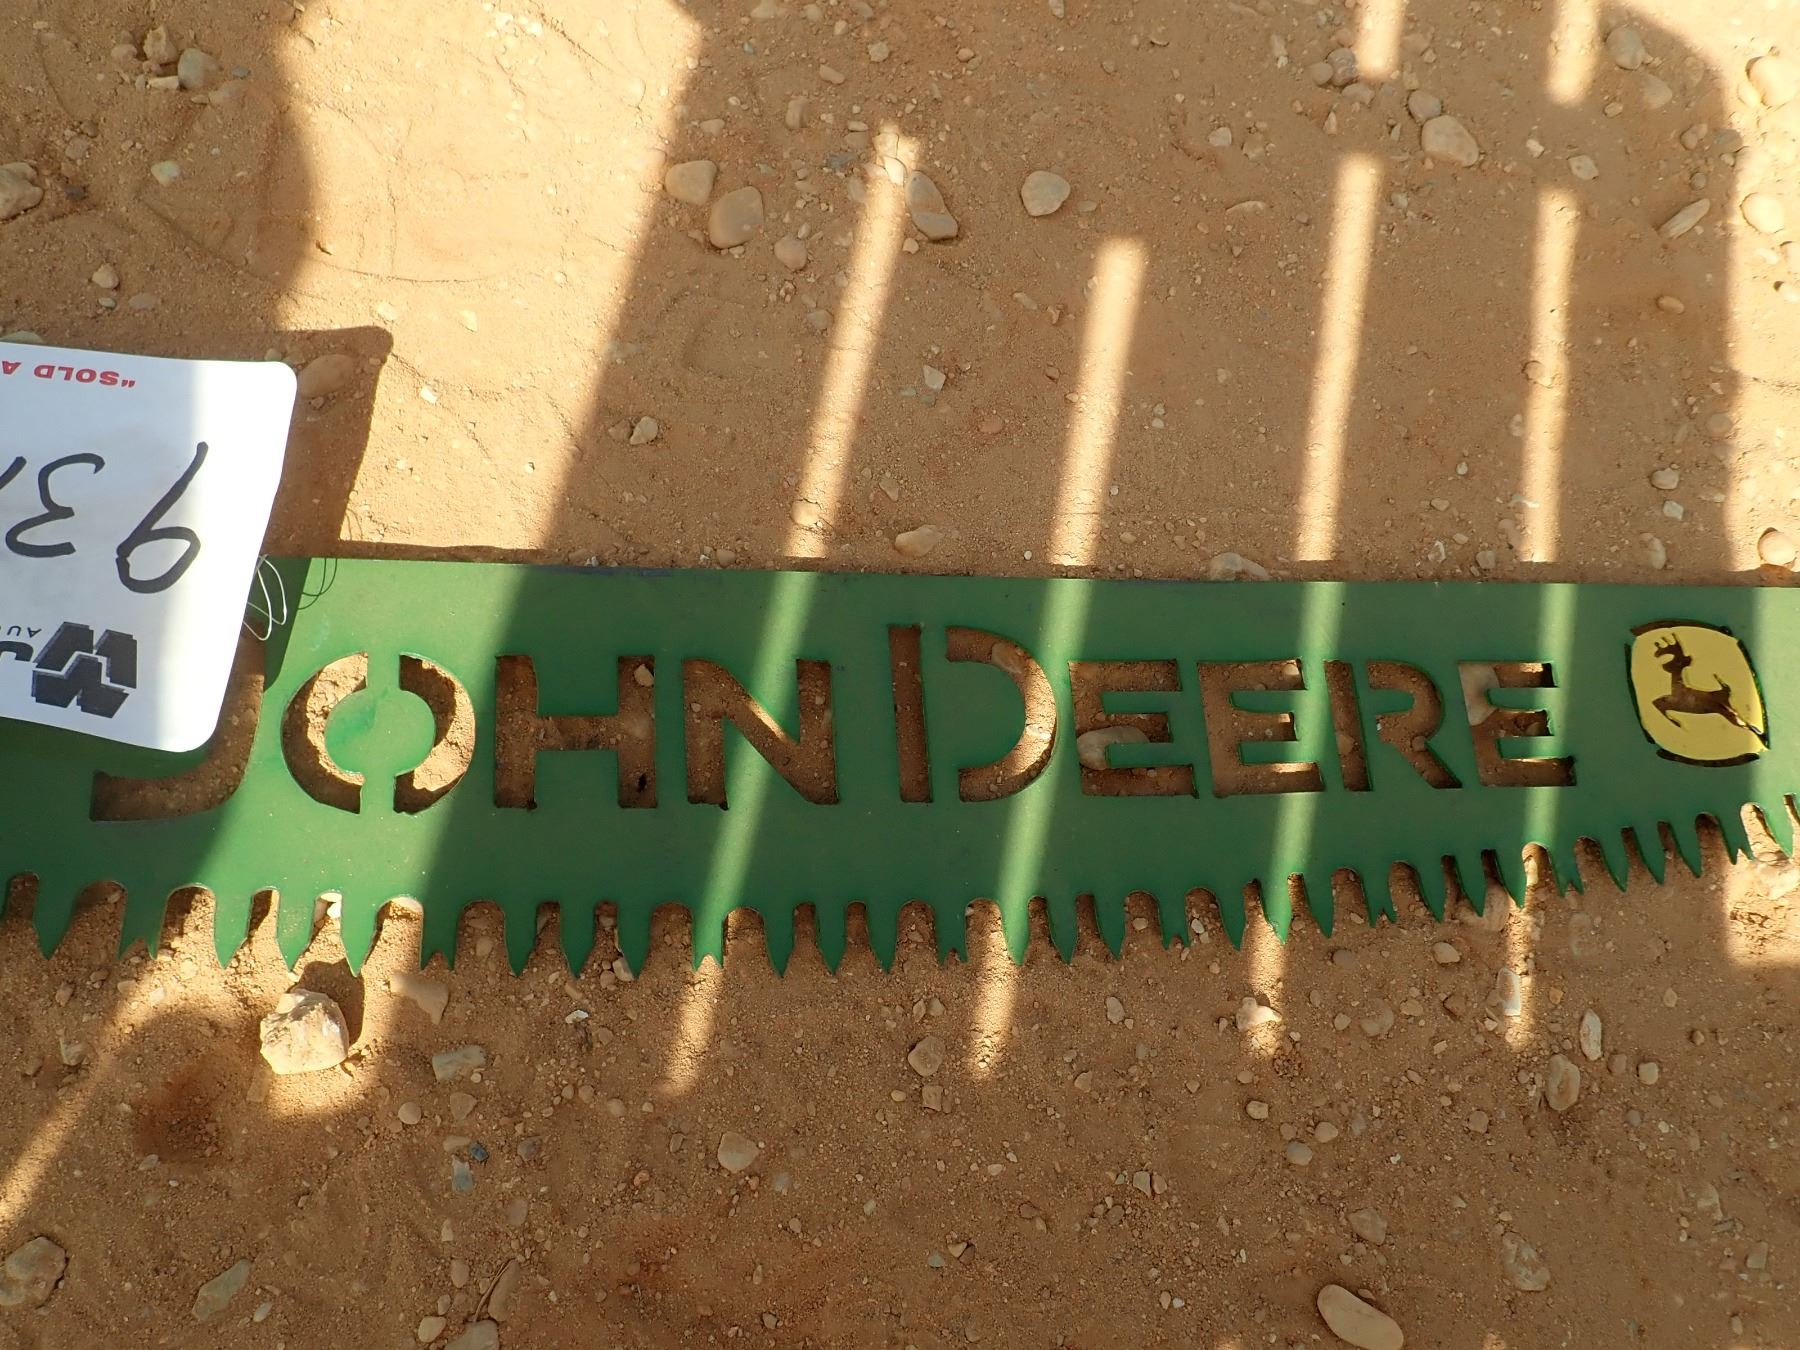 "SOLD A
93
JOHN DEERE